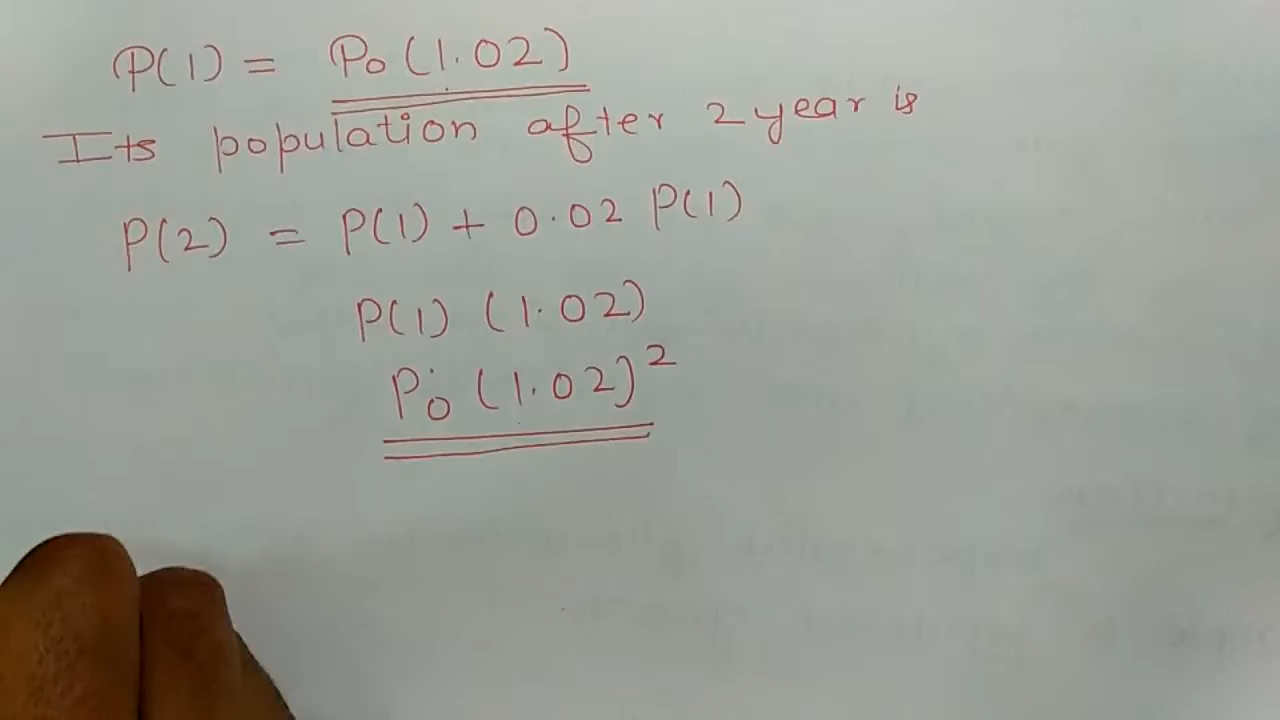 P(1) = P₀ (1.02)
Its population after 2 year is
P(2) = P(1) + 0.02 P(1)
P(1) (1.02)
P₀ (1.02)²